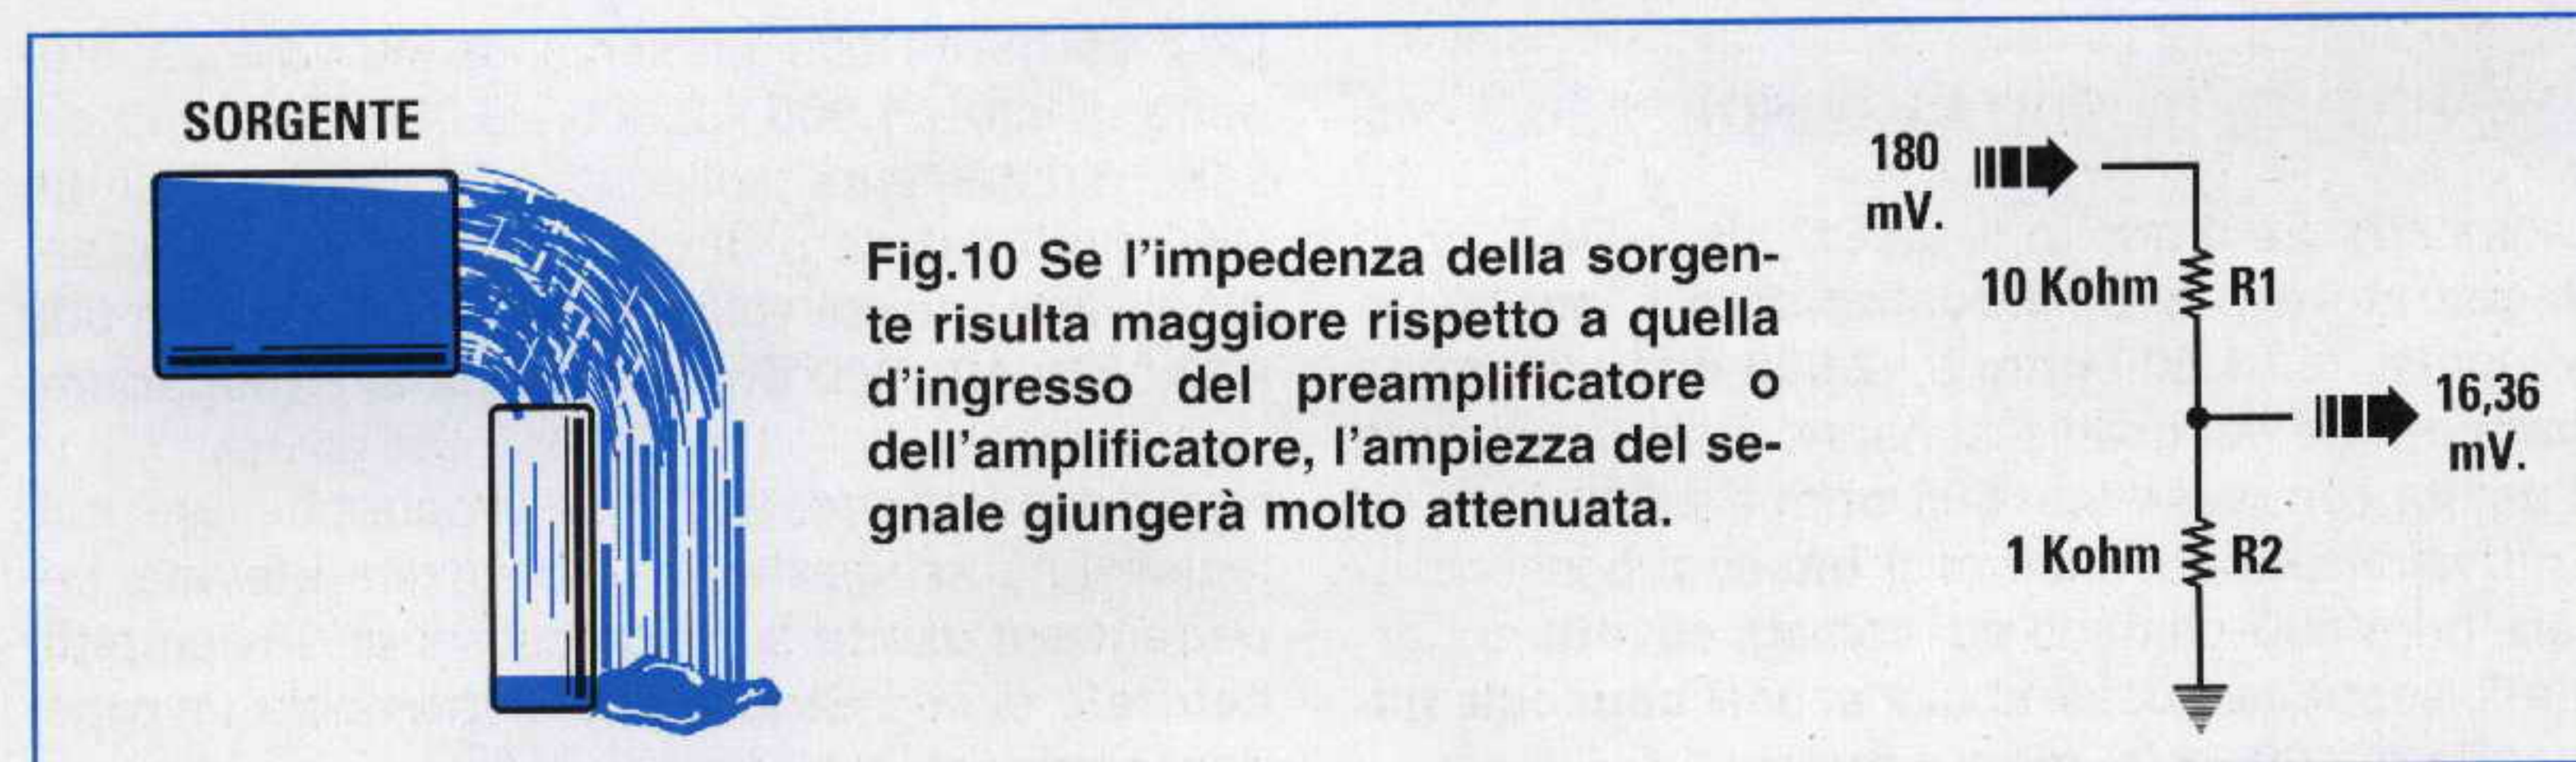 SORGENTE
Fig.10 Se l'impedenza della sorgen-
te risulta maggiore rispetto a quella
d'ingresso del preamplificatore o
dell'amplificatore, l'ampiezza del se-
gnale giungerà molto attenuata.
180
mV.
10 Kohm R1
16,36
mV.
1 Kohm R2